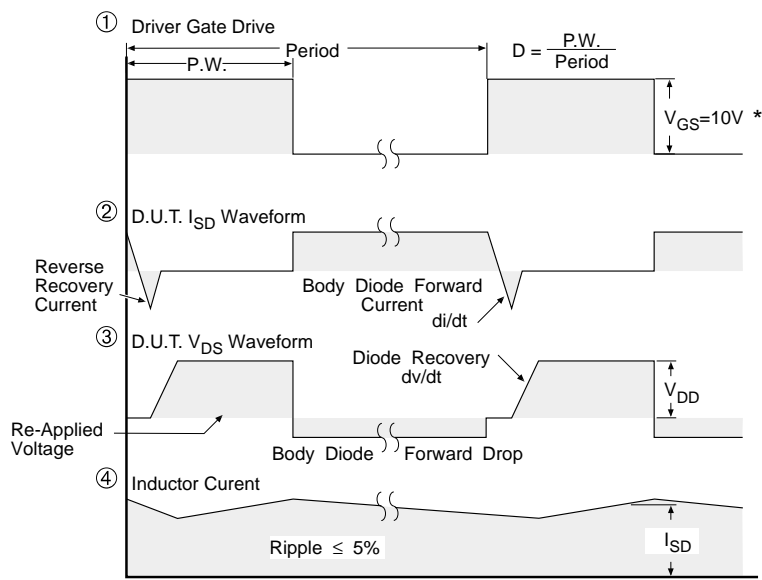 ① Driver Gate Drive
Period
P.W.
D = P.W.
Period
V_GS=10V *
② D.U.T. I_SD Waveform
Reverse
Recovery
Current
Body Diode Forward
Current
di/dt
③ D.U.T. V_DS Waveform
Diode Recovery
dv/dt
V_DD
Re-Applied
Voltage
Body Diode Forward Drop
④ Inductor Curent
Ripple ≤ 5%
I_SD